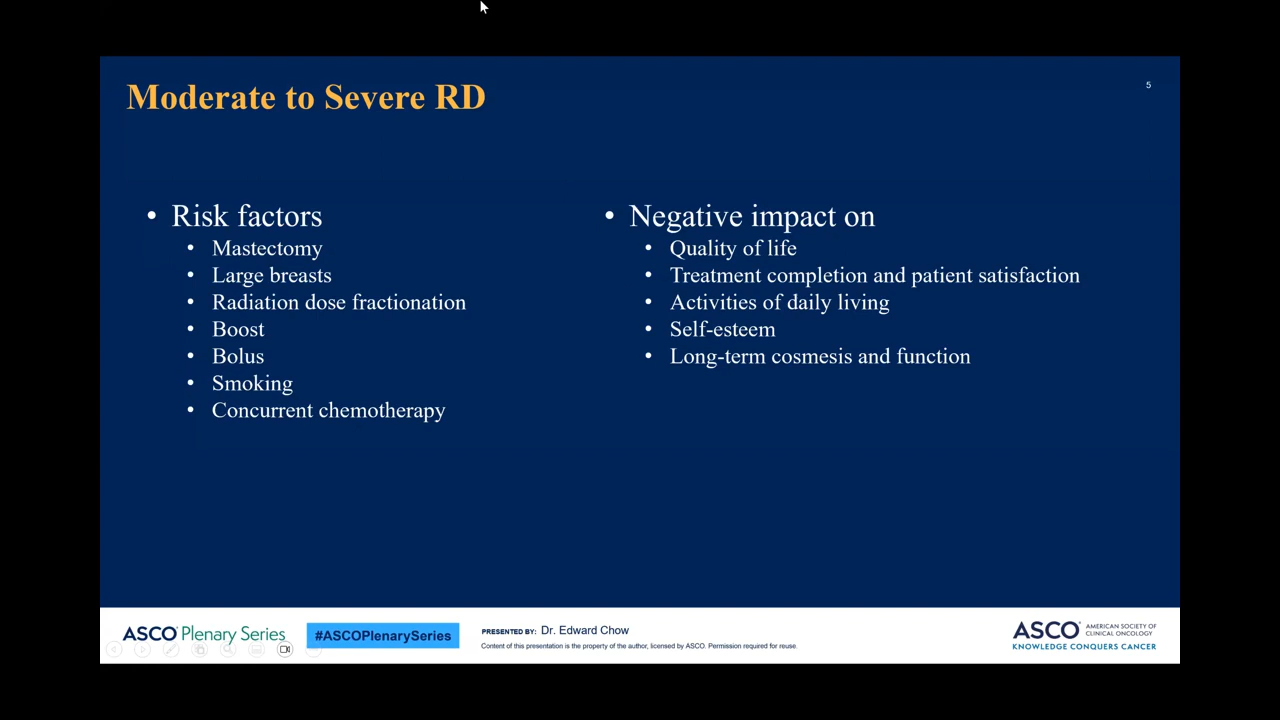 Moderate to Severe RD
5
• Risk factors
• Mastectomy
• Large breasts
• Radiation dose fractionation
• Boost
• Bolus
• Smoking
• Concurrent chemotherapy
• Negative impact on
• Quality of life
• Treatment completion and patient satisfaction
• Activities of daily living
• Self-esteem
• Long-term cosmesis and function
ASCO Plenary Series
#ASCOPlenarySeries
PRESENTED BY: Dr. Edward Chow
Content of this presentation is the property of the author, licensed by ASCO. Permission required for reuse.
ASCO AMERICAN SOCIETY OF
CLINICAL ONCOLOGY
KNOWLEDGE CONQUERS CANCER